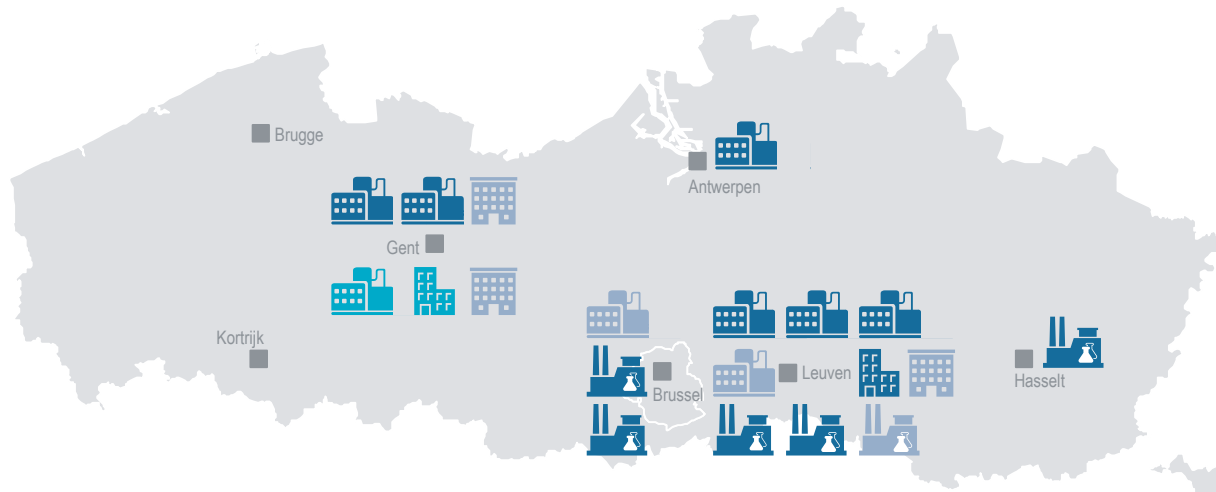 Brugge
Antwerpen
Gent
Kortrijk
Brussel
Leuven
Hasselt